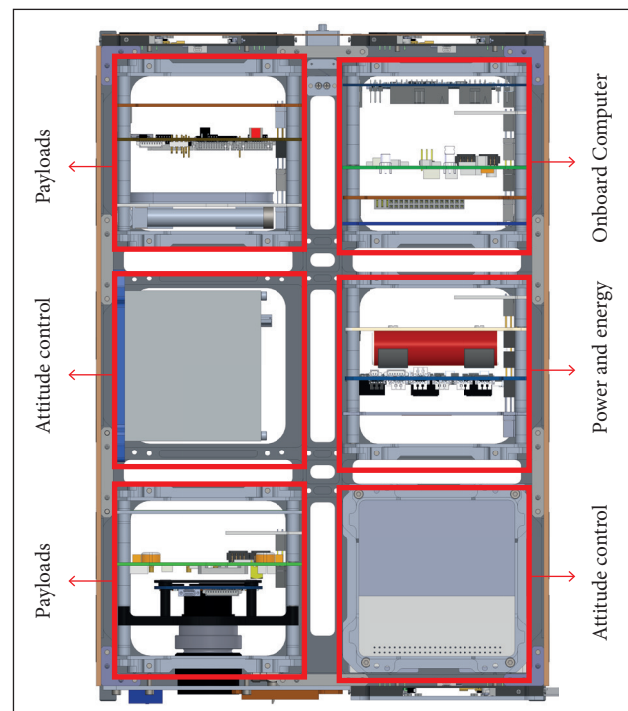 Payloads
Onboard Computer
Attitude control
Power and energy
Payloads
Attitude control